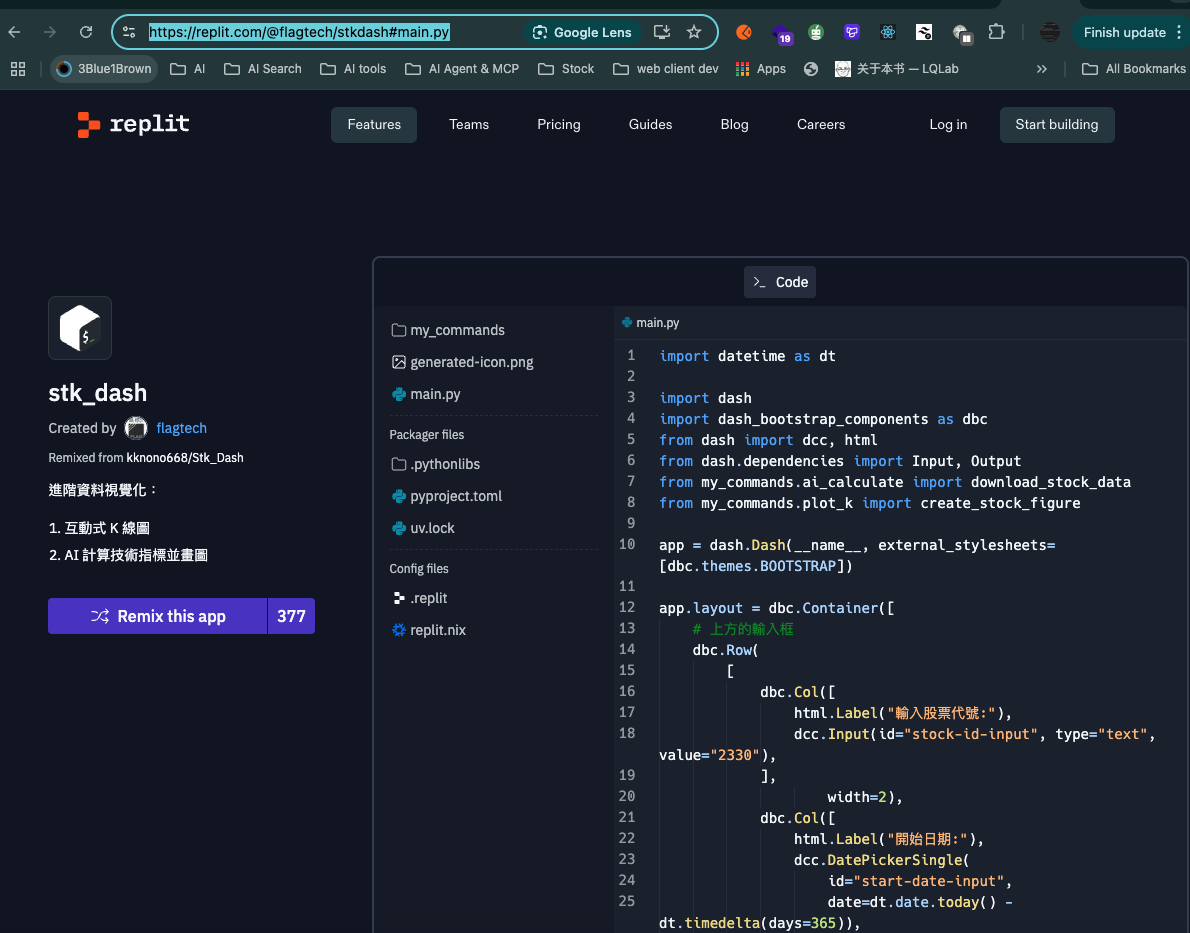 https://replit.com/@flagtech/stkdash#main.py
Google Lens
19
Finish update
3Blue1Brown
AI
AI Search
AI tools
AI Agent & MCP
Stock
web client dev
Apps
关于本书 — LQLab
All Bookmarks
replit
Features
Teams
Pricing
Guides
Blog
Careers
Log in
Start building
$_
stk_dash
Created by flagtech
Remixed from kknono668/Stk_Dash
進階資料視覺化：
1. 互動式 K 線圖
2. AI 計算技術指標並畫圖
Remix this app 377
>_ Code
my_commands
generated-icon.png
main.py
Packager files
.pythonlibs
pyproject.toml
uv.lock
Config files
.replit
replit.nix
main.py
1 import datetime as dt
2
3 import dash
4 import dash_bootstrap_components as dbc
5 from dash import dcc, html
6 from dash.dependencies import Input, Output
7 from my_commands.ai_calculate import download_stock_data
8 from my_commands.plot_k import create_stock_figure
9
10 app = dash.Dash(__name__, external_stylesheets=
[dbc.themes.BOOTSTRAP])
11
12 app.layout = dbc.Container([
13 # 上方的輸入框
14 dbc.Row(
15 [
16 dbc.Col([
17 html.Label("輸入股票代號:"),
18 dcc.Input(id="stock-id-input", type="text",
value="2330"),
19 ],
20 width=2),
21 dbc.Col([
22 html.Label("開始日期:"),
23 dcc.DatePickerSingle(
24 id="start-date-input",
25 date=dt.date.today() -
dt.timedelta(days=365)),